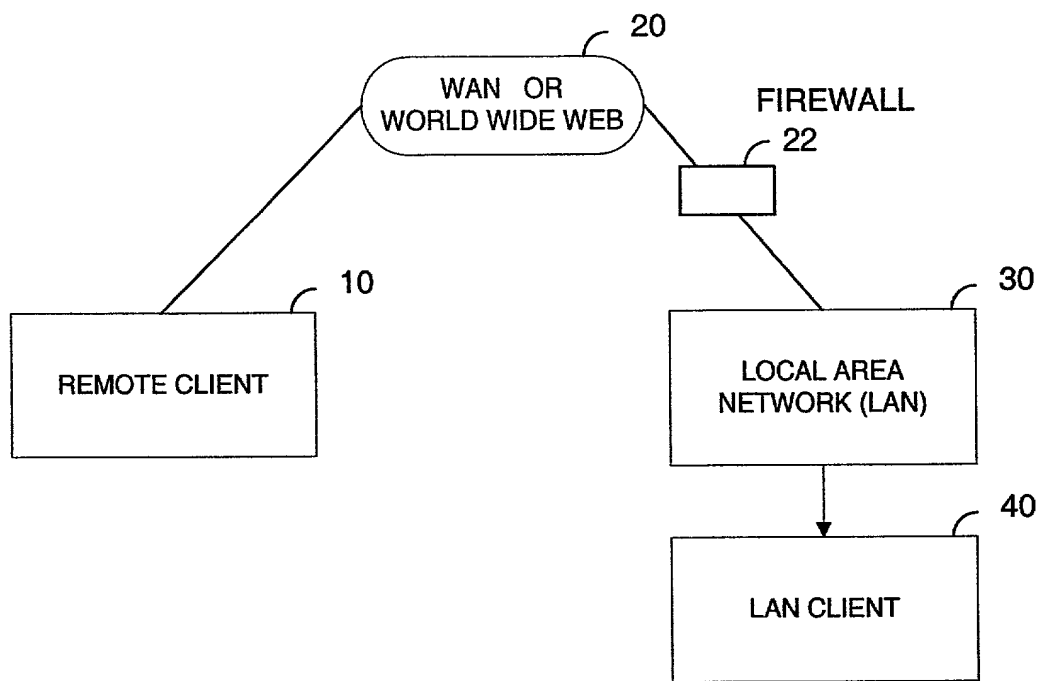 20
WAN OR
WORLD WIDE WEB
FIREWALL
22
10
REMOTE CLIENT
30
LOCAL AREA
NETWORK (LAN)
40
LAN CLIENT